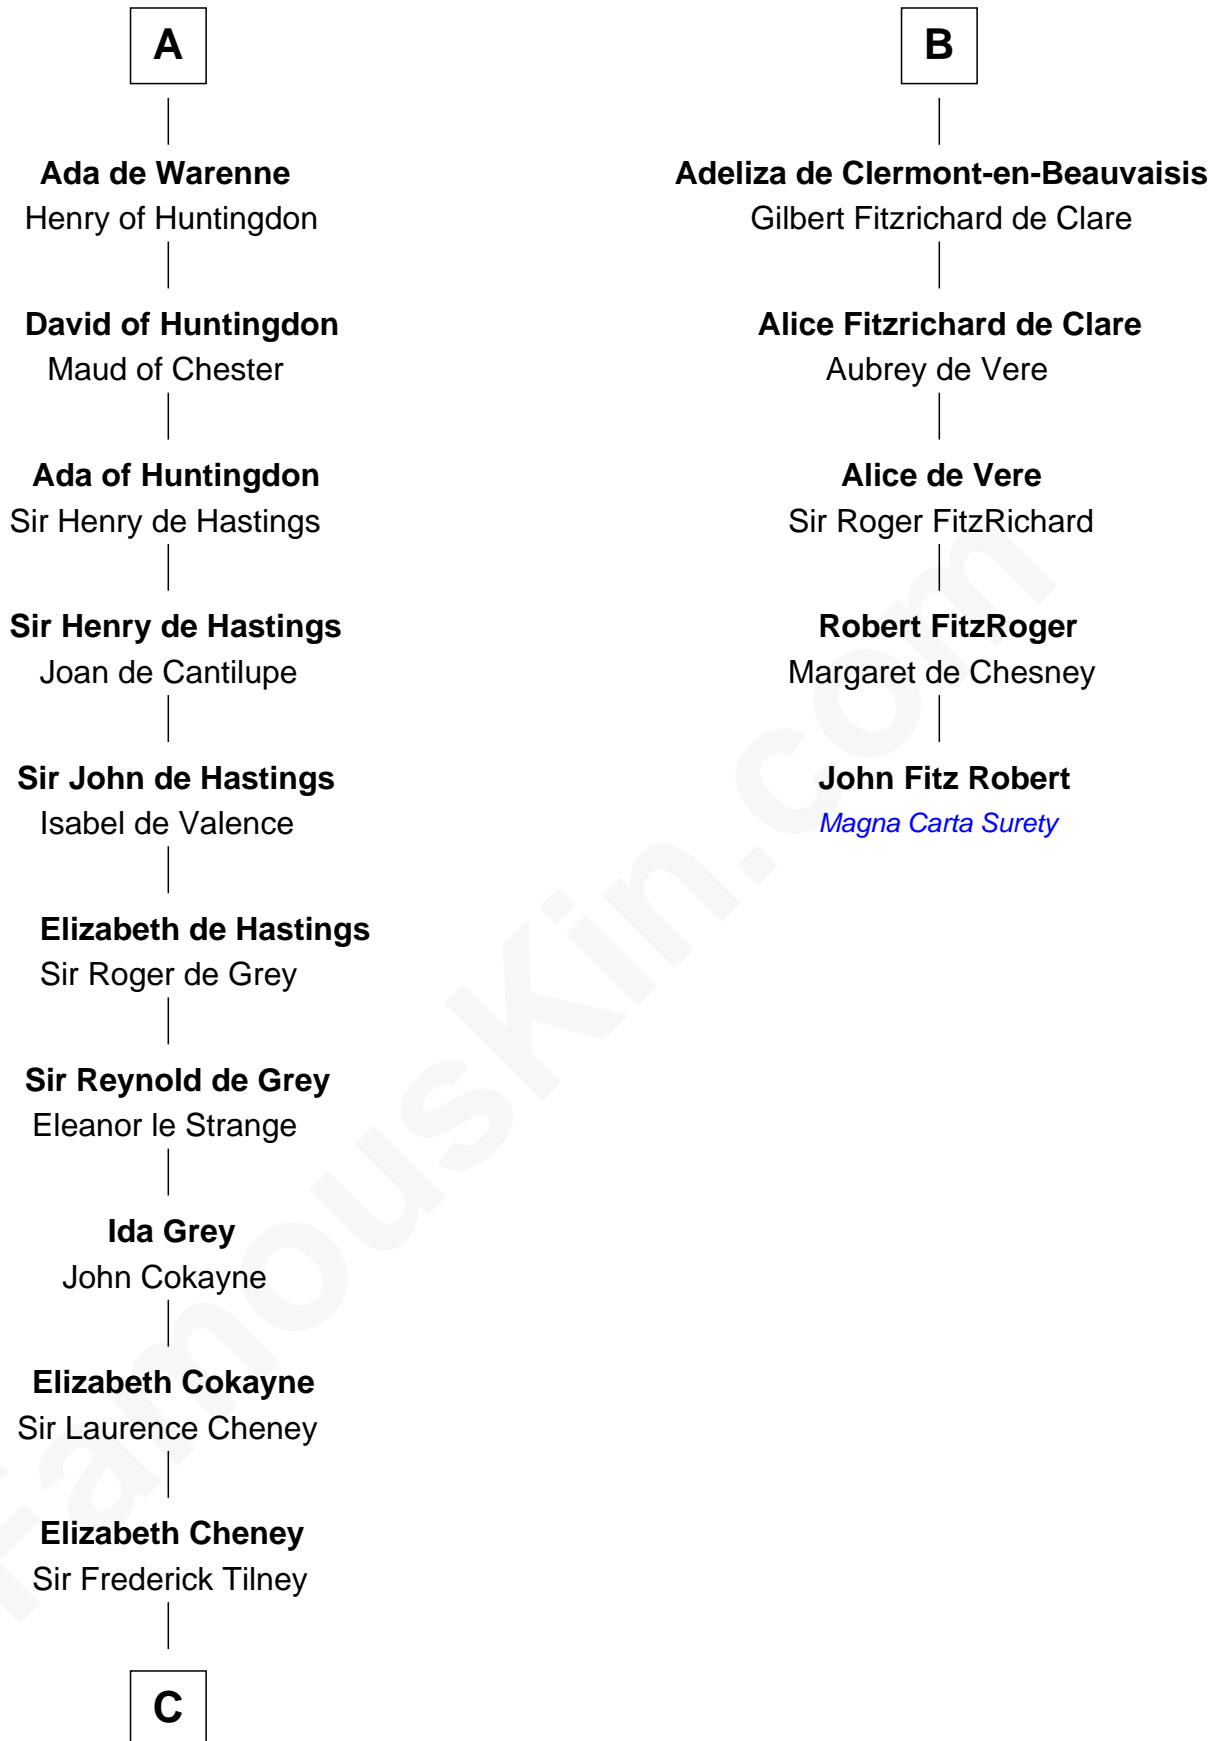 A
Ada de Warenne
Henry of Huntingdon
David of Huntingdon
Maud of Chester
Ada of Huntingdon
Sir Henry de Hastings
Sir Henry de Hastings
Joan de Cantilupe
Sir John de Hastings
Isabel de Valence
Elizabeth de Hastings
Sir Roger de Grey
Sir Reynold de Grey
Eleanor le Strange
Ida Grey
John Cokayne
Elizabeth Cokayne
Sir Laurence Cheney
Elizabeth Cheney
Sir Frederick Tilney
C
B
Adeliza de Clermont-en-Beauvaisis
Gilbert Fitzrichard de Clare
Alice Fitzrichard de Clare
Aubrey de Vere
Alice de Vere
Sir Roger FitzRichard
Robert FitzRoger
Margaret de Chesney
John Fitz Robert
Magna Carta Surety
FamousKin.com